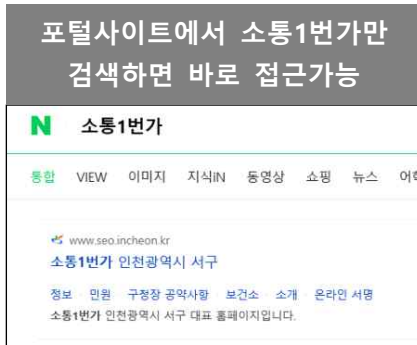 포털사이트에서 소통1번가만
검색하면 바로 접근가능
N 소통1번가
통합 VIEW 이미지 지식iN 동영상 쇼핑 뉴스
www.seo.incheon.kr
소통1번가 인천광역시 서구
정보 민원 구청장 공약사항 보건소 소개 온라인 서명
소통1번가 인천광역시 서구 대표 홈페이지입니다.